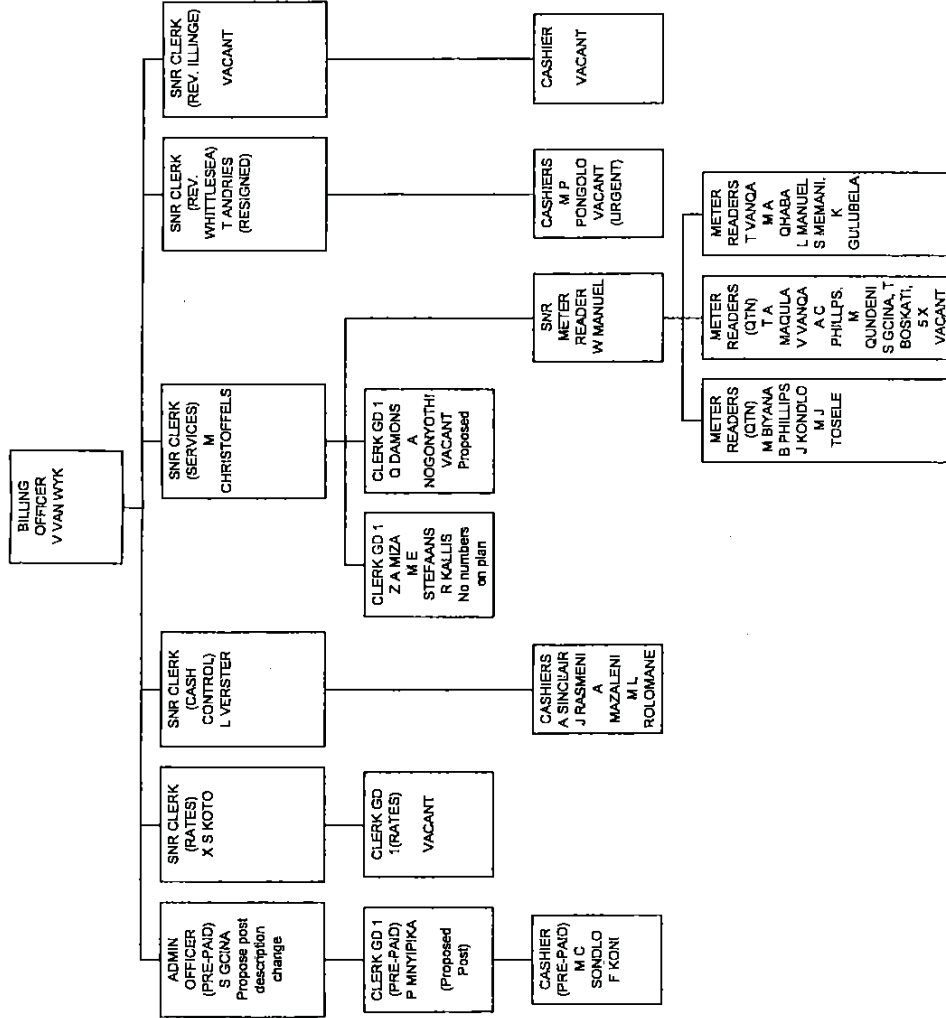 BILLING
OFFICER
V VAN WYK
ADMIN
OFFICER
(PRE-PAID)
S GCINA
Propose post
description
change
SNR CLERK
(RATES)
X S KOTO
SNR CLERK
(CASH
CONTROL)
L VERSTER
SNR CLERK
(SERVICES)
M
CHRISTOFFELS
SNR CLERK
(REV.
WHITTLESEA)
T ANDRIES
(RESIGNED)
SNR CLERK
(REV. ILLINGE)
VACANT
CLERK GD 1
(PRE-PAID)
P MNYIPIKA
(Proposed
Post)
CLERK GD
1(RATES)
VACANT
CLERK GD 1
Z A MIZA
M E
STEFAANS
R KALLIS
No numbers
on plan
CLERK GD 1
Q DAMONS
A
NOGONYOTHI
VACANT
Proposed
CASHIER
(PRE-PAID)
M C
SONDLO
F KONI
CASHIERS
A SINCLAIR
J RASMENI
A
MAZALENI
M L
ROLOMANE
SNR
METER
READER
W MANUEL
CASHIERS
M P
PONGOLO
VACANT
(URGENT)
CASHIER
VACANT
METER
READERS
(QTN)
M BIYANA
B PHILLIPS
J KONDLO
M J
TOSELE
METER
READERS
(QTN)
T A
MAQULA
V VANQA
A C
PHILLPS,
M
QUNDENI
S GCINA, T
BOSKATI,
5 X
VACANT
METER
READERS
T VANQA
M A
QHABA
L MANUEL
S MEMANI,
K
GULUBELA,